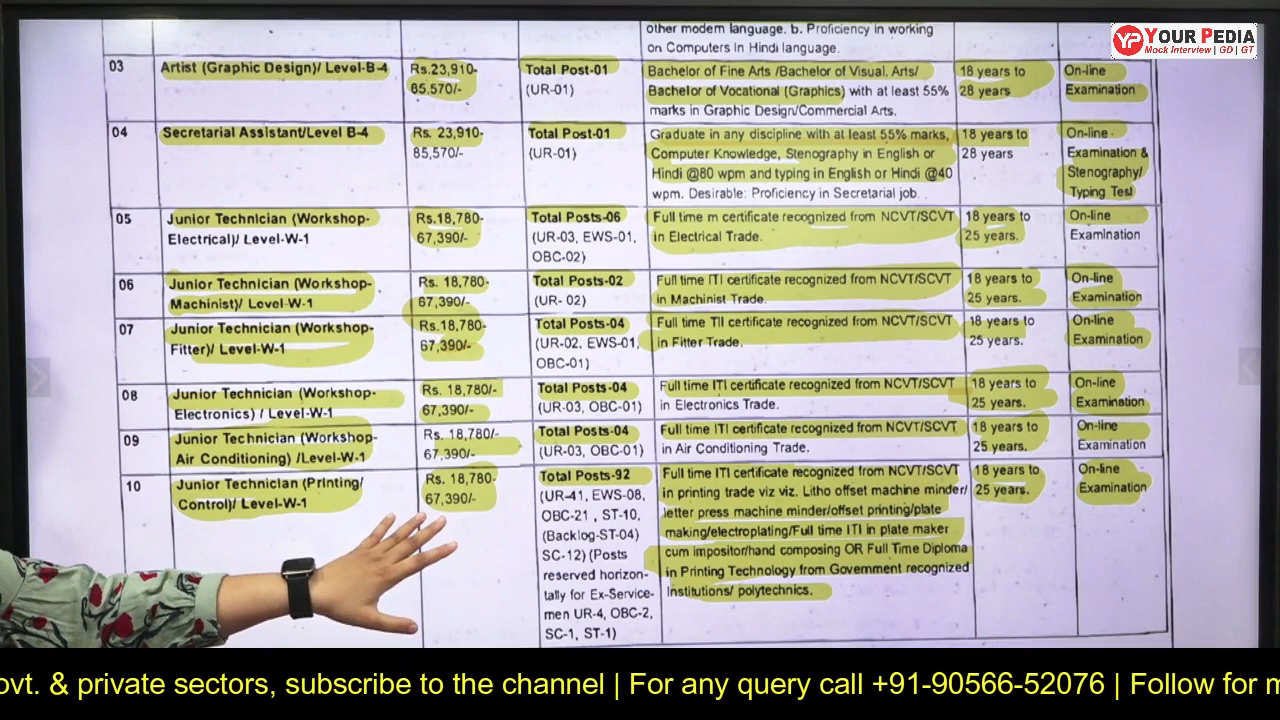 other modern language. b. Proficiency in working
on Computers In Hindi language.
YP YOUR PEDIA
Mock Interview | GD | GT
03
Artist (Graphic Design)/ Level-B-4
Rs.23,910-
85,570/-
Total Post-01
(UR-01)
Bachelor of Fine Arts /Bachelor of Visual. Arts/
Bachelor of Vocational (Graphics) with at least 55%
marks in Graphic Design/Commercial Arts.
18 years to
28 years
On-line
Examination
04
Secretarial Assistant/Level B-4
Rs. 23,910-
85,570/-
Total Post-01
(UR-01)
Graduate in any discipline with at least 55% marks,
Computer Knowledge, Stenography in English or
Hindi @80 wpm and typing in English or Hindi @40
wpm. Desirable: Proficiency in Secretarial job.
18 years to
28 years
On-line
Examination &
Stenography/
Typing Test
05
Junior Technician (Workshop-
Electrical)/ Level-W-1
Rs.18,780-
67,390/-
Total Posts-06
(UR-03, EWS-01,
OBC-02)
Full time m certificate recognized from NCVT/SCVT
in Electrical Trade.
18 years to
25 years.
On-line
Examination
06
Junior Technician (Workshop-
Machinist)/ Level-W-1
Rs. 18,780-
67,390/-
Total Posts-02
(UR- 02)
Full time ITI certificate recognized from NCVT/SCVT
in Machinist Trade.
18 years to
25 years.
On-line
Examination
07
Junior Technician (Workshop-
Fitter)/ Level-W-1
Rs.18,780-
67,390/-
Total Posts-04
(UR-02, EWS-01,
OBC-01)
Full time TII certificate recognized from NCVT/SCVT
in Fitter Trade.
18 years to
25 years.
On-line
Examination
08
Junior Technician (Workshop-
Electronics) / Level-W-1
Rs. 18,780/-
67,390/-
Total Posts-04
(UR-03, OBC-01)
Full time ITI certificate recognized from NCVT/SCVT
in Electronics Trade.
18 years to
25 years.
On-line
Examination
09
Junior Technician (Workshop-
Air Conditioning) /Level-W-1
Rs. 18,780/-
67,390/-
Total Posts-04
(UR-03, OBC-01)
Full time ITI certificate recognized from NCVT/SCVT
in Air Conditioning Trade.
18 years to
25 years.
On-line
Examination
10
Junior Technician (Printing/
Control)/ Level-W-1
Rs. 18,780-
67,390/-
Total Posts-92
(UR-41, EWS-08,
OBC-21 , ST-10,
(Backlog-ST-04)
SC-12) (Posts
reserved horizon-
tally for Ex-Service-
men UR-4, OBC-2,
SC-1, ST-1)
Full time ITI certificate recognized from NCVT/SCVT
in printing trade viz viz. Litho offset machine minder/
letter press machine minder/offset printing/plate
making/electroplating/Full time ITI in plate maker
cum impositor/hand composing OR Full Time Diploma
in Printing Technology from Government recognized
Institutions/ polytechnics.
18 years to
25 years.
On-line
Examination
ovt. & private sectors, subscribe to the channel | For any query call +91-90566-52076 | Follow for m